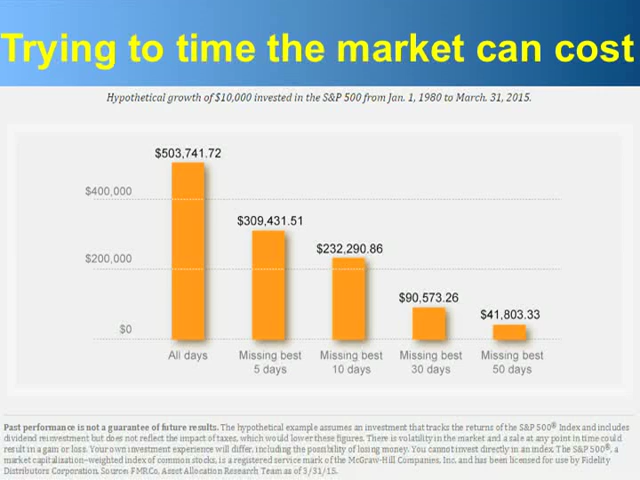 Trying to time the market can cost
Hypothetical growth of $10,000 invested in the S&P 500 from Jan. 1, 1980 to March. 31, 2015.
$503,741.72
$400,000
$309,431.51
$232,290.86
$200,000
$90,573.26
$41,803.33
$0
All days
Missing best
5 days
Missing best
10 days
Missing best
30 days
Missing best
50 days
Past performance is not a guarantee of future results. The hypothetical example assumes an investment that tracks the returns of the S&P 500® Index and includes
dividend reinvestment but does not reflect the impact of taxes, which would lower these figures. There is volatility in the market and a sale at any point in time could
result in a gain or loss. Your own investment experience will differ, including the possibility of losing money. You cannot invest directly in an index. The S&P 500®, a
market capitalization-weighted index of common stocks, is a registered service mark of the McGraw-Hill Companies, Inc. and has been licensed for use by Fidelity
Distributors Corporation. Source: FMRCo, Asset Allocation Research Team as of 3/31/15.